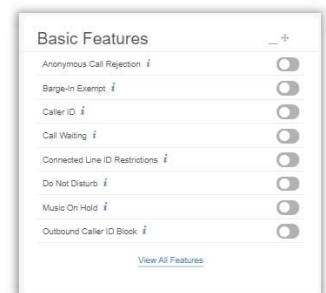 Basic Features
Anonymous Call Rejection i
Barge-In Exempt i
Caller ID i
Call Waiting i
Connected Line ID Restrictions i
Do Not Disturb i
Music On Hold i
Outbound Caller ID Block i
View All Features